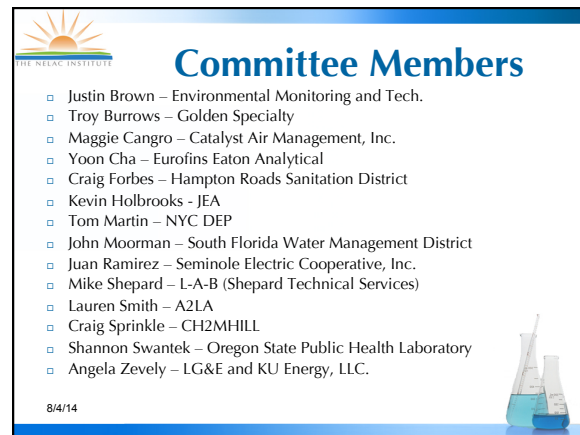 THE NELAC INSTITUTE
Committee Members
Justin Brown – Environmental Monitoring and Tech.
Troy Burrows – Golden Specialty
Maggie Cangro – Catalyst Air Management, Inc.
Yoon Cha – Eurofins Eaton Analytical
Craig Forbes – Hampton Roads Sanitation District
Kevin Holbrooks - JEA
Tom Martin – NYC DEP
John Moorman – South Florida Water Management District
Juan Ramirez – Seminole Electric Cooperative, Inc.
Mike Shepard – L-A-B (Shepard Technical Services)
Lauren Smith – A2LA
Craig Sprinkle – CH2MHILL
Shannon Swantek – Oregon State Public Health Laboratory
Angela Zevely – LG&E and KU Energy, LLC.
8/4/14